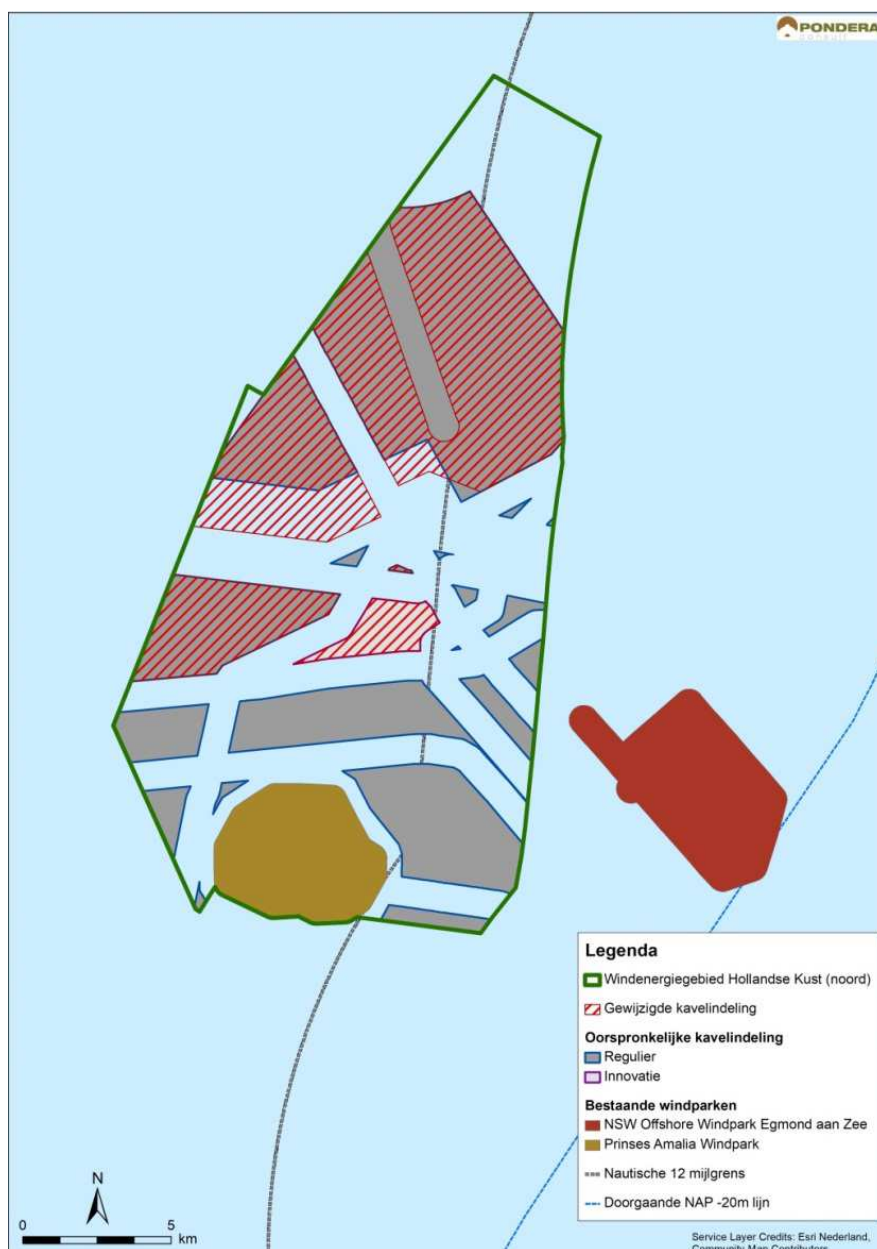 PONDERA
consult
Legenda
Windenergiegebied Hollandse Kust (noord)
Gewijzigde kavelindeling
Oorspronkelijke kavelindeling
Regulier
Innovatie
Bestaande windparken
NSW Offshore Windpark Egmond aan Zee
Prinses Amalia Windpark
Nautische 12 mijlgrens
Doorgaande NAP -20m lijn
N
0 5
km
Service Layer Credits: Esri Nederland,
Community Map Contributors